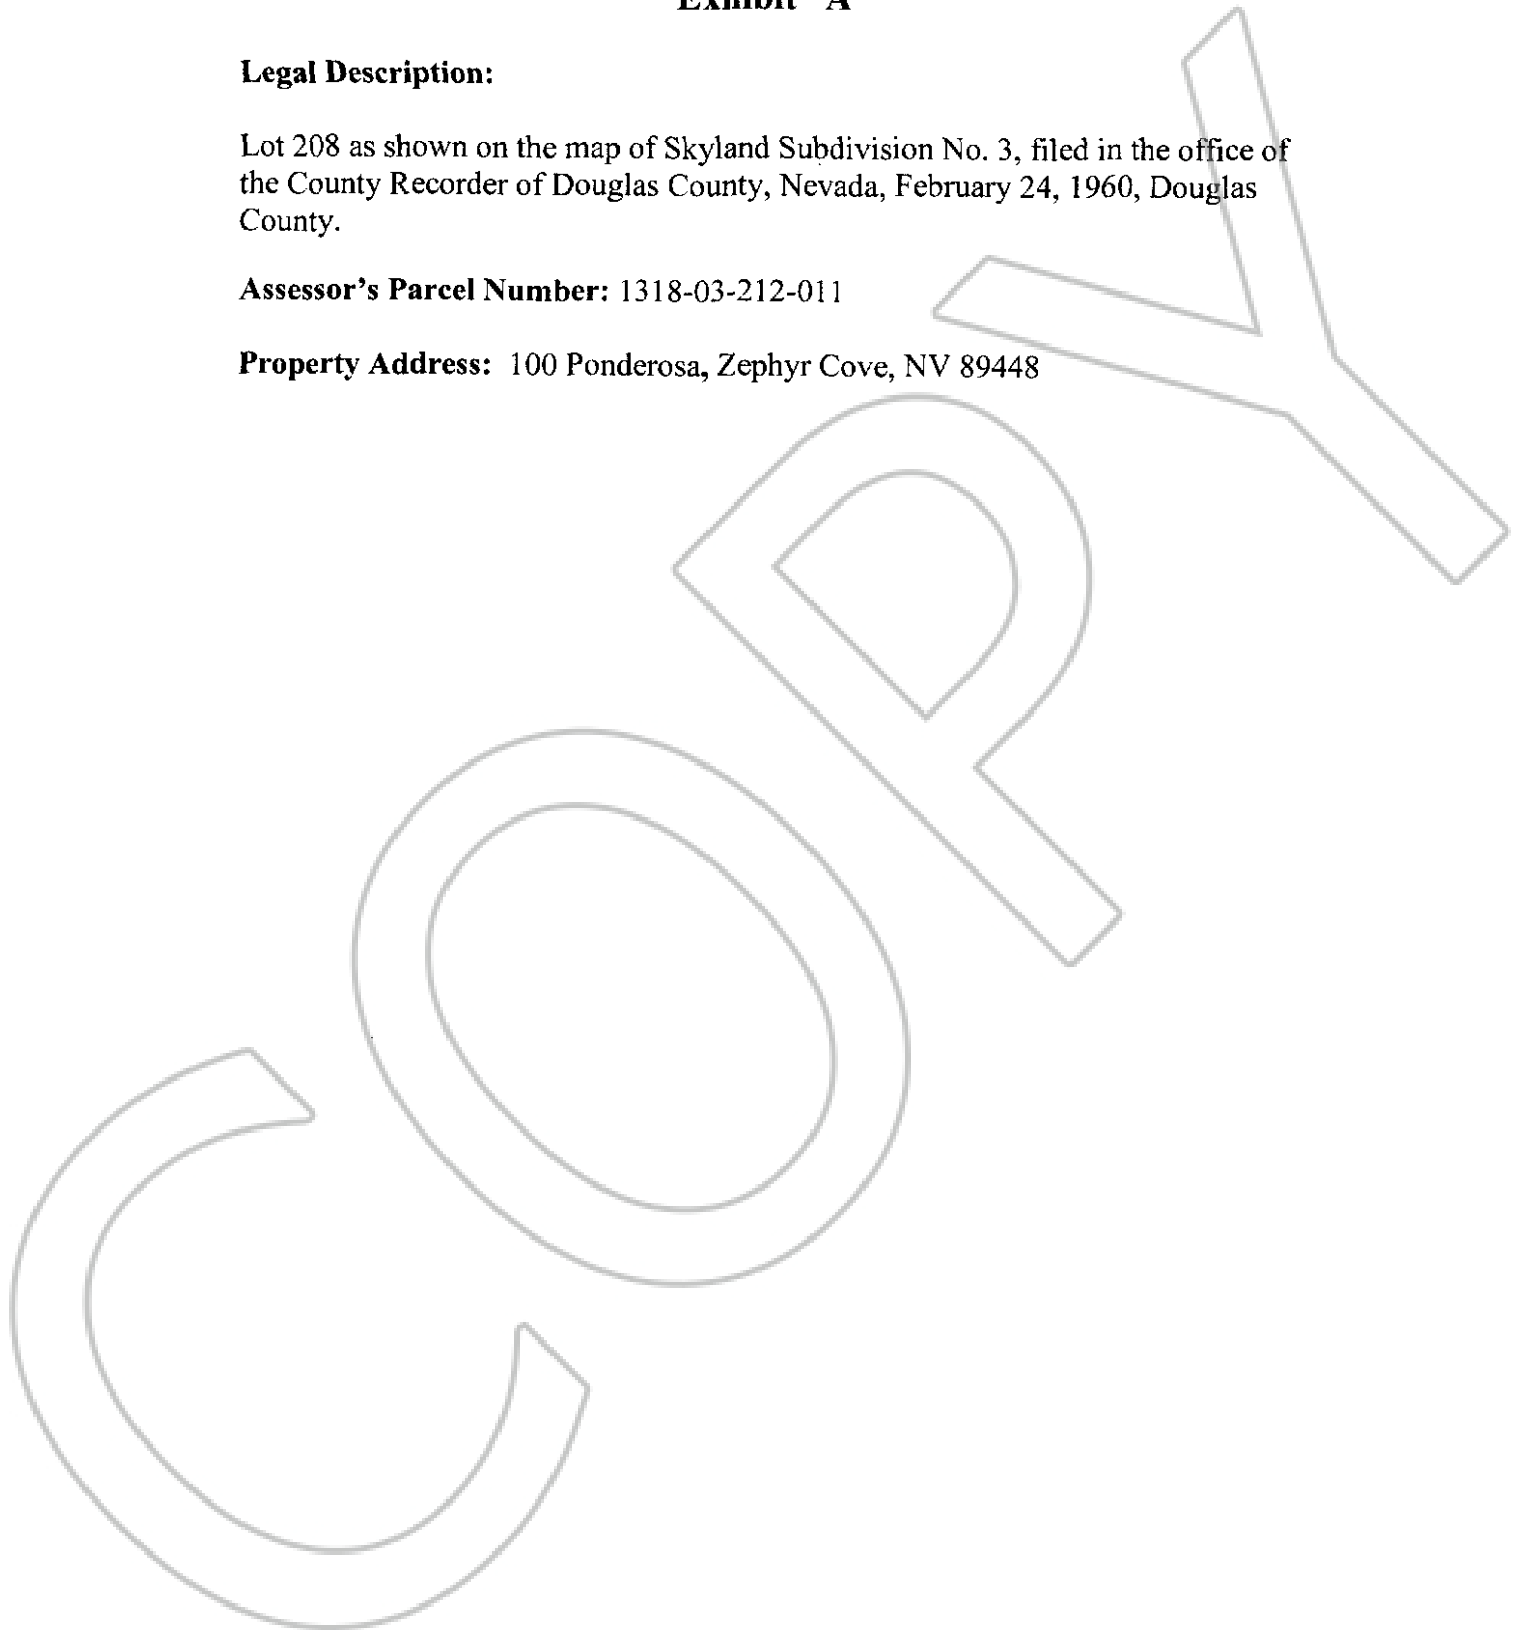 Exhibit "A
Legal Description:
Lot 208 as shown on the map of Skyland Subdivision No. 3, filed in the office of
the County Recorder of Douglas County, Nevada, February 24, 1960, Douglas
County.
Assessor's Parcel Number: 1318-03-212-011
Property Address: 100 Ponderosa, Zephyr Cove, NV 89448
COPY